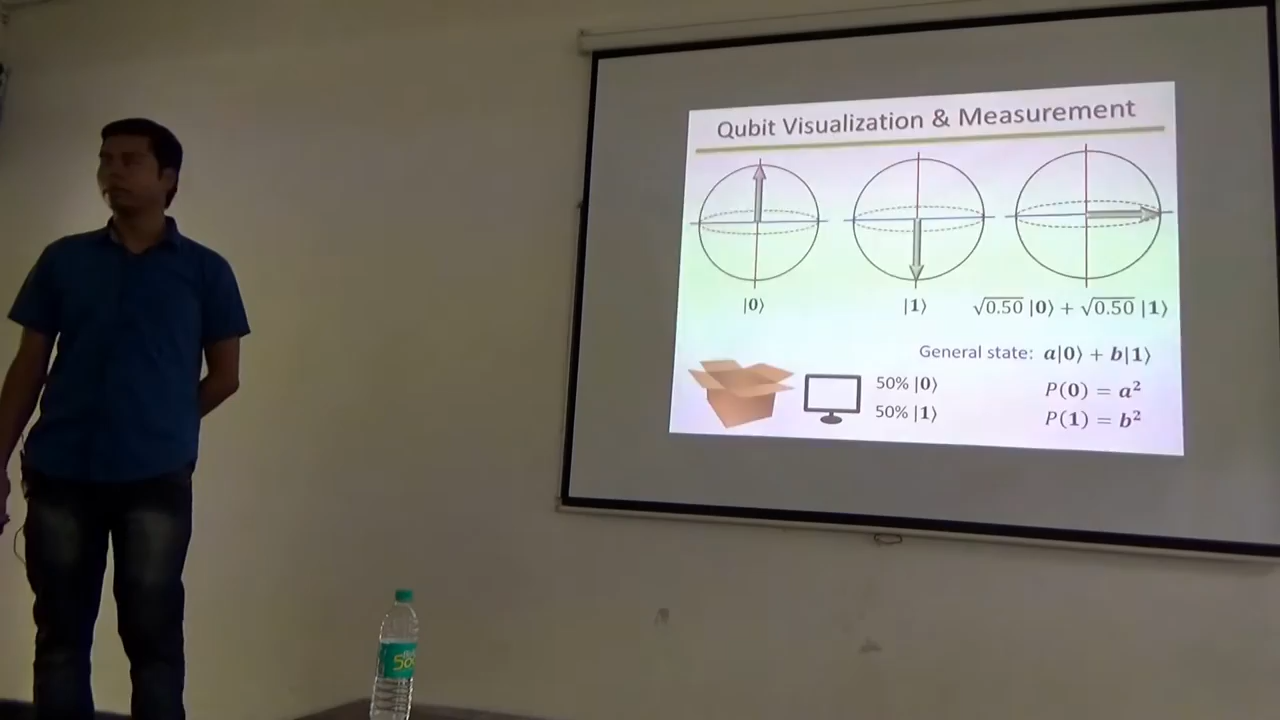 Qubit Visualization & Measurement
|0⟩
|1⟩
√0.50 |0⟩ + √0.50 |1⟩
General state: a|0⟩ + b|1⟩
50% |0⟩
50% |1⟩
P(0) = a²
P(1) = b²